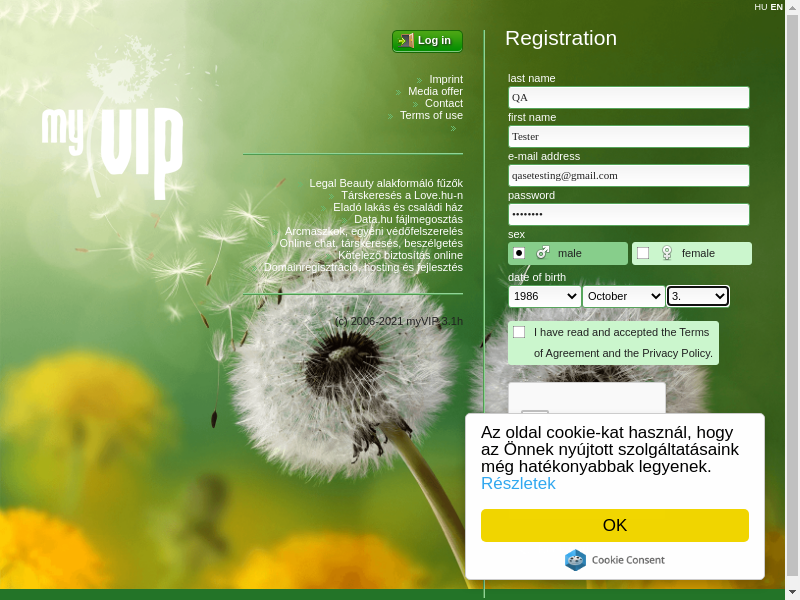 HU EN
my VIP
Log in
Imprint
Media offer
Contact
Terms of use
Legal Beauty alakformáló fűzők
Társkeresés a Love.hu-n
Eladó lakás és családi ház
Data.hu fájlmegosztás
Arcmaszkok, egyéni védőfelszerelés
Online chat, társkeresés, beszélgetés
Kötelező biztosítás online
Domainregisztráció, hosting és fejlesztés
(c) 2006-2021 myVIP 3.1h
Registration
last name
QA
first name
Tester
e-mail address
qasetesting@gmail.com
password
••••••••
sex
male
female
date of birth
1986
October
3.
I have read and accepted the Terms
of Agreement and the Privacy Policy.
Az oldal cookie-kat használ, hogy
az Önnek nyújtott szolgáltatásaink
még hatékonyabbak legyenek.
Részletek
OK
Cookie Consent